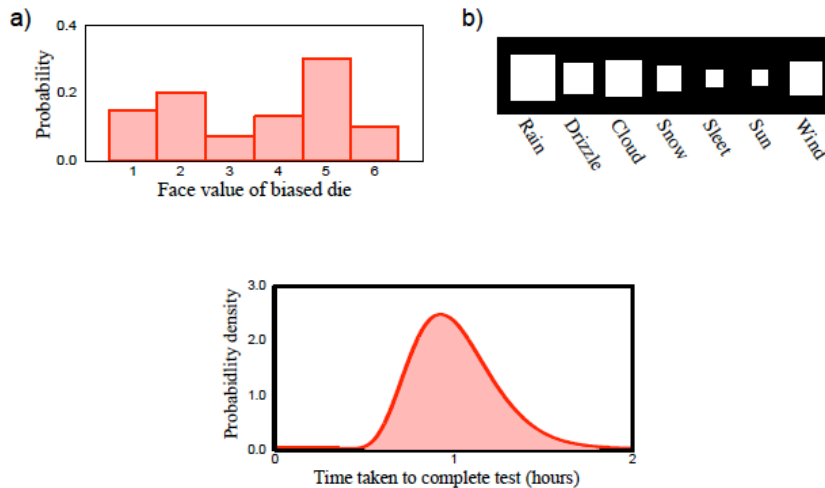 a)
0.4
0.2
0.0
Probability
1 2 3 4 5 6
Face value of biased die
b)
Rain Drizzle Cloud Snow Sleet Sun Wind
3.0
2.0
1.0
0.0
Probabidlity density
0 1 2
Time taken to complete test (hours)